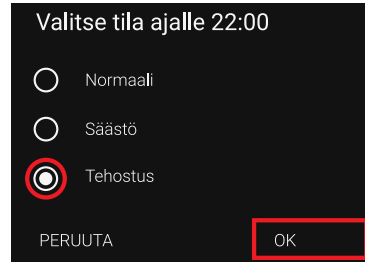 Valitse tila ajalle 22:00
Normaali
Säästö
Tehostus
PERUUTA OK